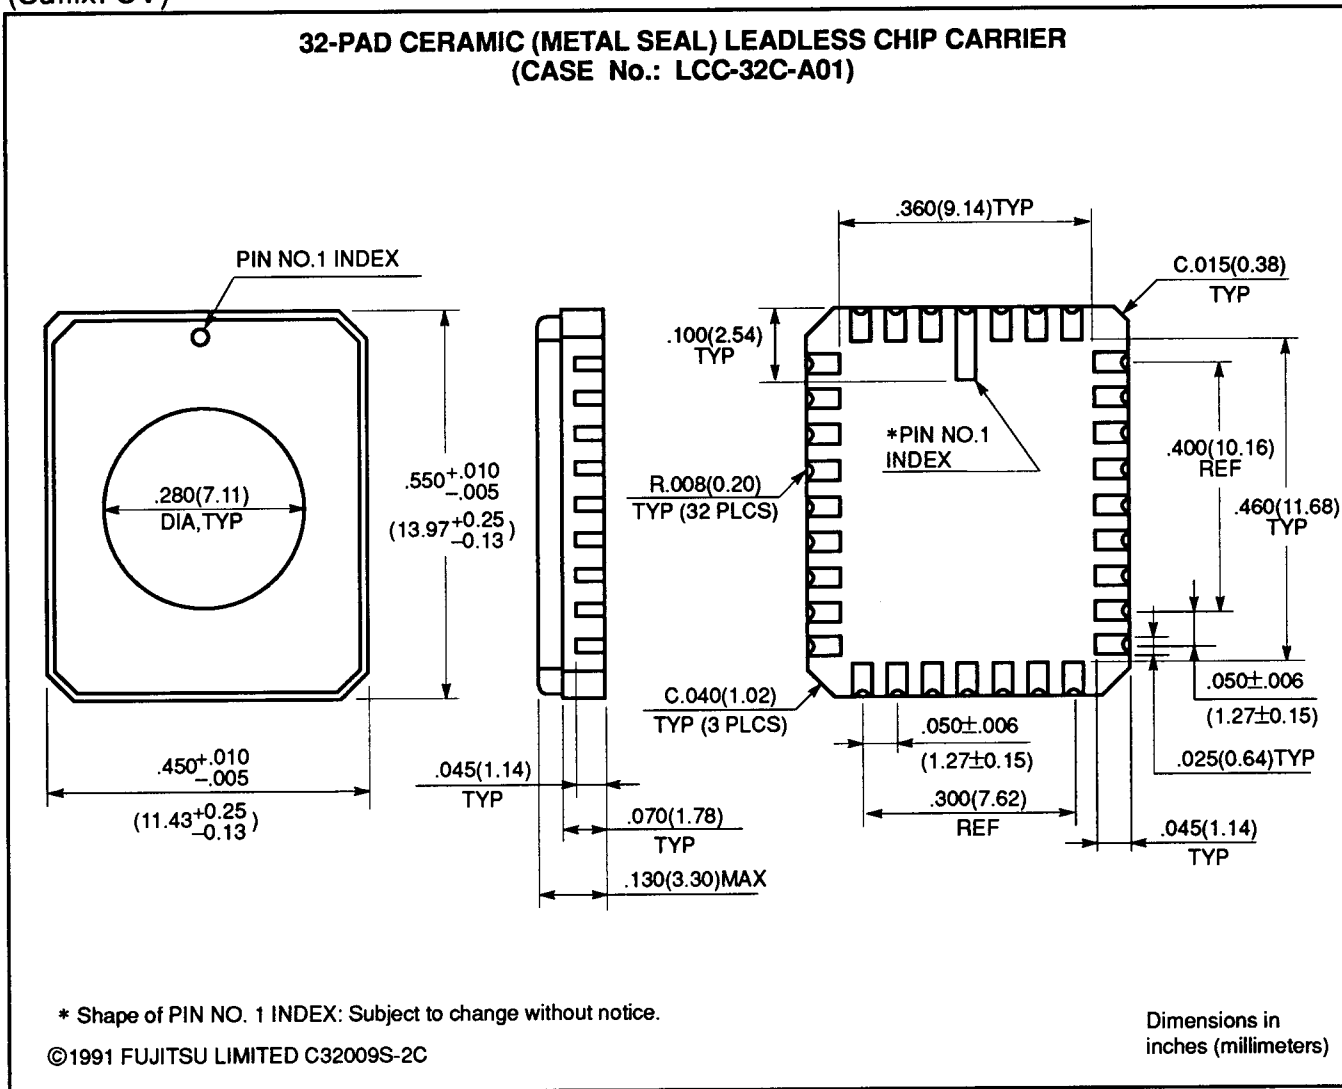 32-PAD CERAMIC (METAL SEAL) LEADLESS CHIP CARRIER
(CASE No.: LCC-32C-A01)
.360(9.14)TYP
PIN NO.1 INDEX
C.015(0.38)
TYP
.100(2.54)
TYP
*PIN NO.1
INDEX
.400(10.16)
REF
.280(7.11)
DIA,TYP
.550+.010
−.005
(13.97+0.25
−0.13)
R.008(0.20)
TYP (32 PLCS)
.460(11.68)
TYP
C.040(1.02)
TYP (3 PLCS)
.050±.006
(1.27±0.15)
.050±.006
(1.27±0.15)
.450+.010
−.005
(11.43+0.25
−0.13)
.045(1.14)
TYP
.025(0.64)TYP
.070(1.78)
TYP
.300(7.62)
REF
.045(1.14)
TYP
.130(3.30)MAX
* Shape of PIN NO. 1 INDEX: Subject to change without notice.
©1991 FUJITSU LIMITED C32009S-2C
Dimensions in
inches (millimeters)